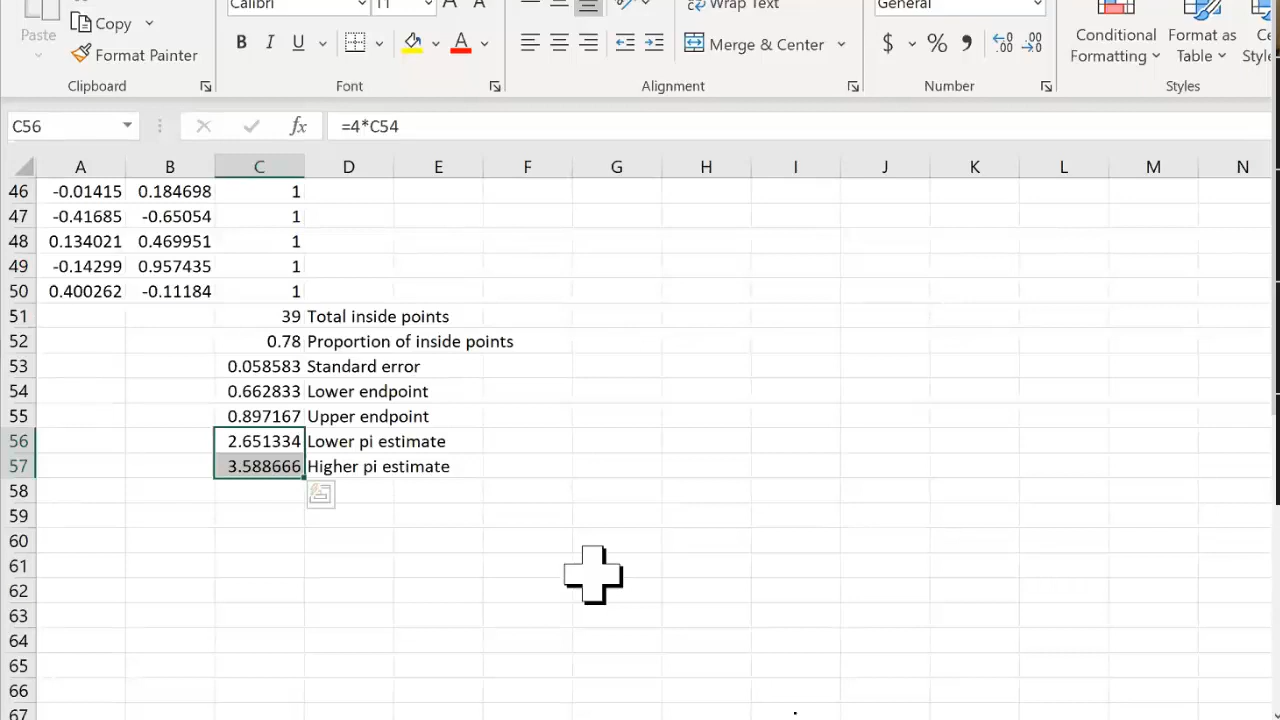 Calibri 11 Wrap Text General
Paste Copy
Format Painter B I U A Merge & Center $ % , .00 .00 Conditional Formatting Format as Table
Clipboard Font Alignment Number Styles
C56 fx =4*C54
A B C D E F G H I J K L M N
46 -0.01415 0.184698 1
47 -0.41685 -0.65054 1
48 0.134021 0.469951 1
49 -0.14299 0.957435 1
50 0.400262 -0.11184 1
51 39 Total inside points
52 0.78 Proportion of inside points
53 0.058583 Standard error
54 0.662833 Lower endpoint
55 0.897167 Upper endpoint
56 2.651334 Lower pi estimate
57 3.588666 Higher pi estimate
58
59
60
61
62
63
64
65
66
67